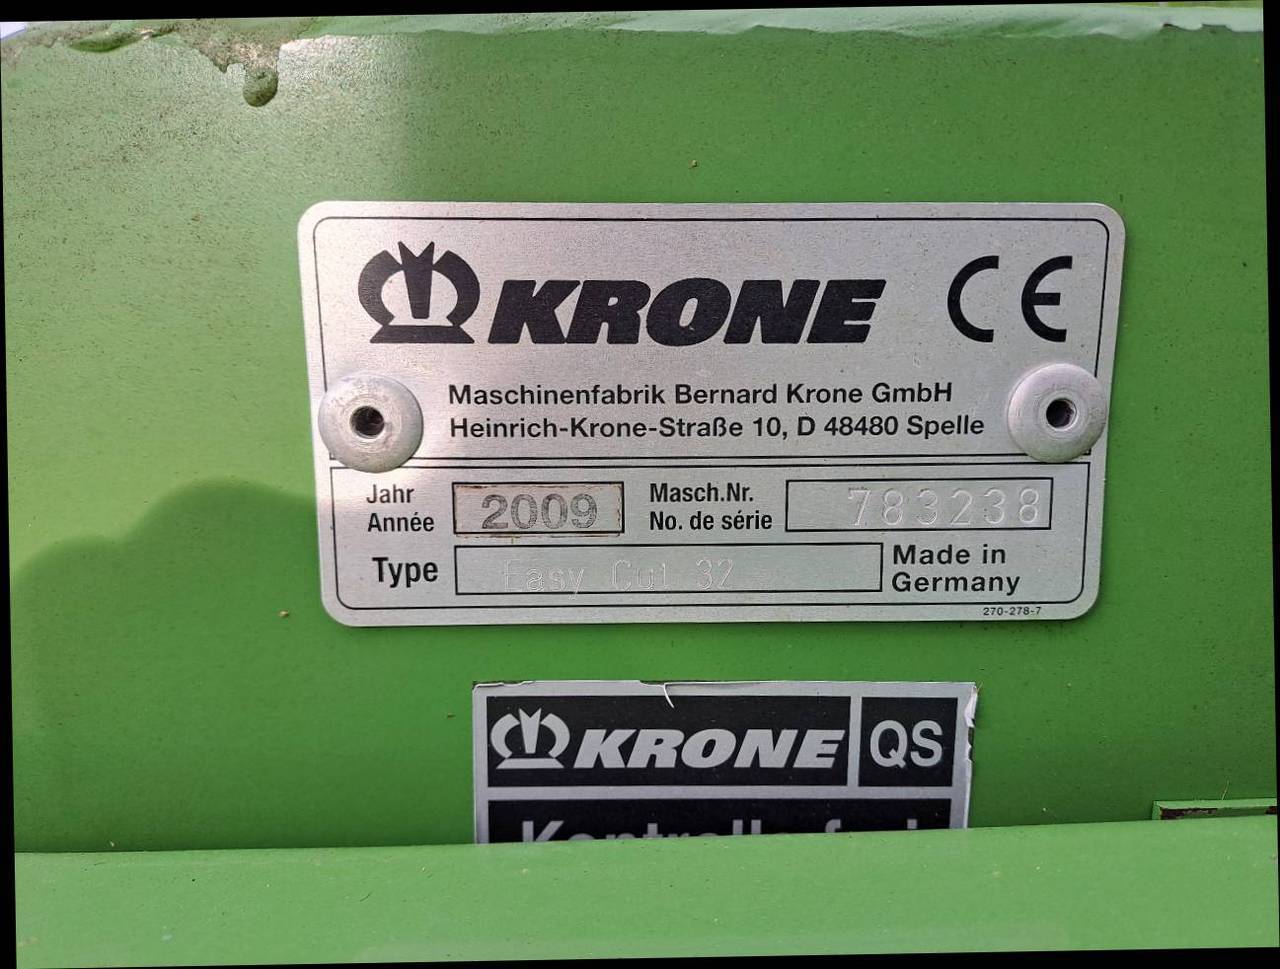 KRONE CE
Maschinenfabrik Bernard Krone GmbH
Heinrich-Krone-Straße 10, D 48480 Spelle
Jahr
Année
2009
Masch.Nr.
No. de série
783238
Type
Easy Cut 32
Made in
Germany
270-278-7
KRONE QS